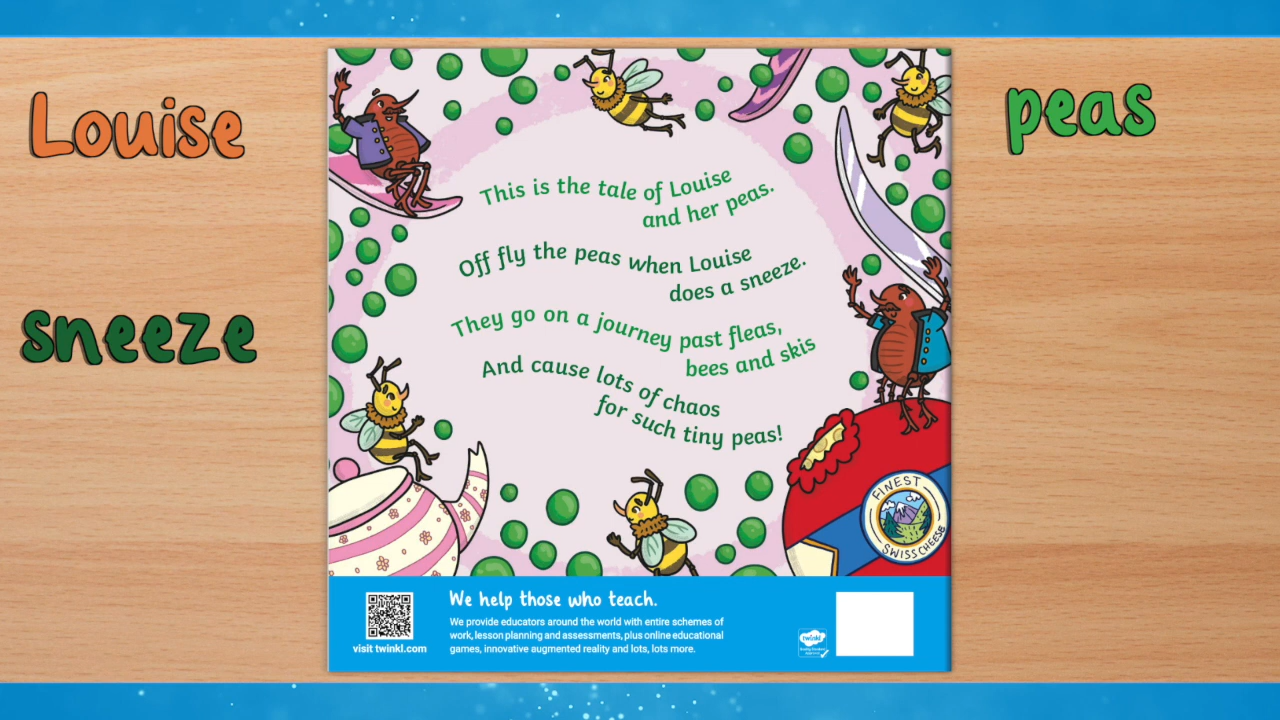 Louise
sneeze
peas
This is the tale of Louise
and her peas.
Off fly the peas when Louise
does a sneeze.
They go on a journey past fleas,
bees and skis
And cause lots of chaos
for such tiny peas!
FINEST
SWISS CHEESE
We help those who teach.
We provide educators around the world with entire schemes of
work, lesson planning and assessments, plus online educational
games, innovative augmented reality and lots, lots more.
visit twinkl.com
twinkl